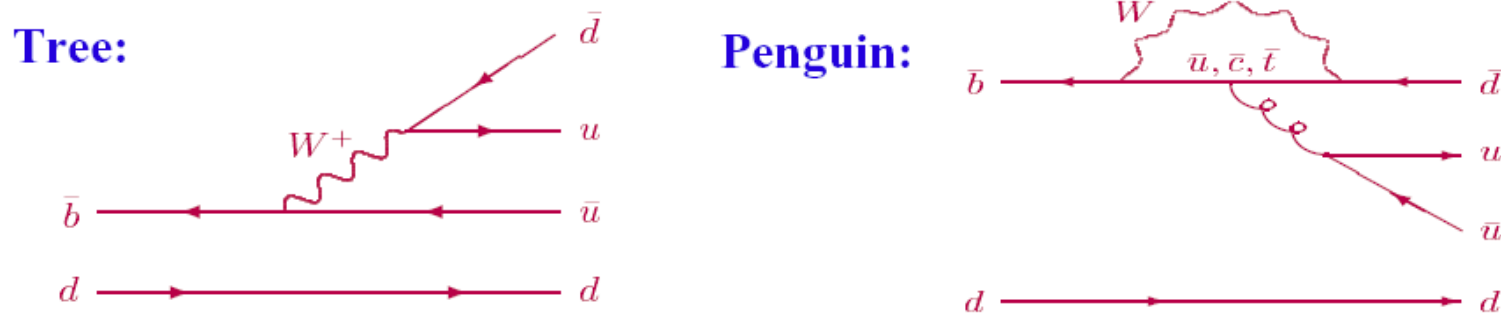 Tree:
d̄
u
W⁺
b̄
ū
d
d
Penguin:
W
ū, c̄, t̄
b̄
d̄
u
ū
d
d